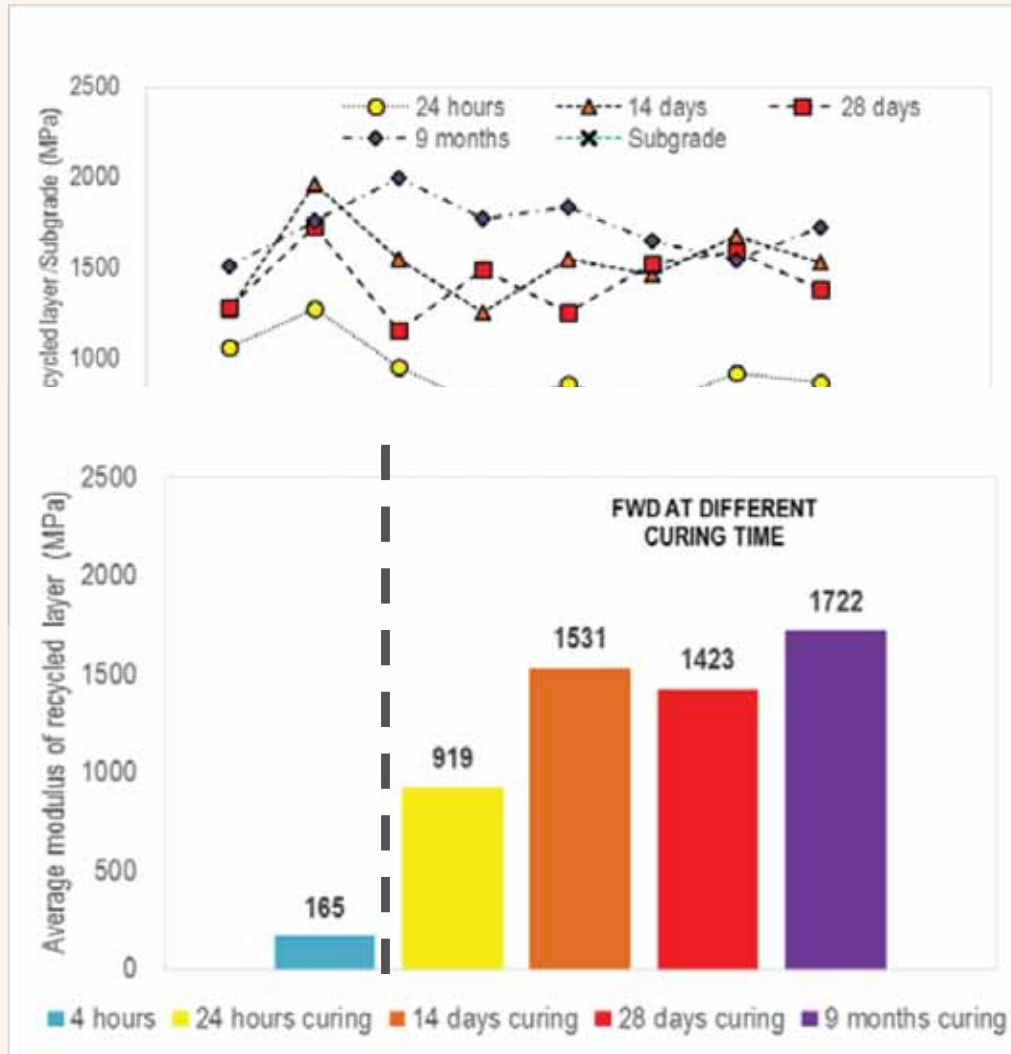 2500
24 hours
14 days
28 days
9 months
Subgrade
2000
1500
1000
cycled layer/Subgrade (MPa)
2500
FWD AT DIFFERENT
CURING TIME
2000
1500
1000
500
0
Average modulus of recycled layer (MPa)
165
919
1531
1423
1722
4 hours
24 hours curing
14 days curing
28 days curing
9 months curing